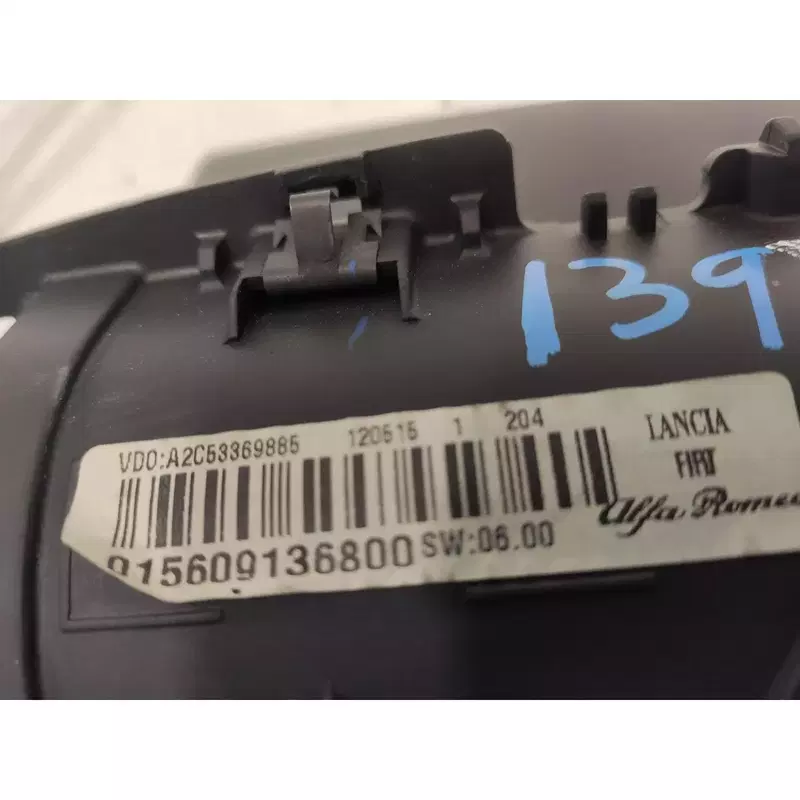 139
VDO:A2C53369885 120515 1 204
LANCIA
FIAT
Alfa Romeo
015609136800 SW:06.00